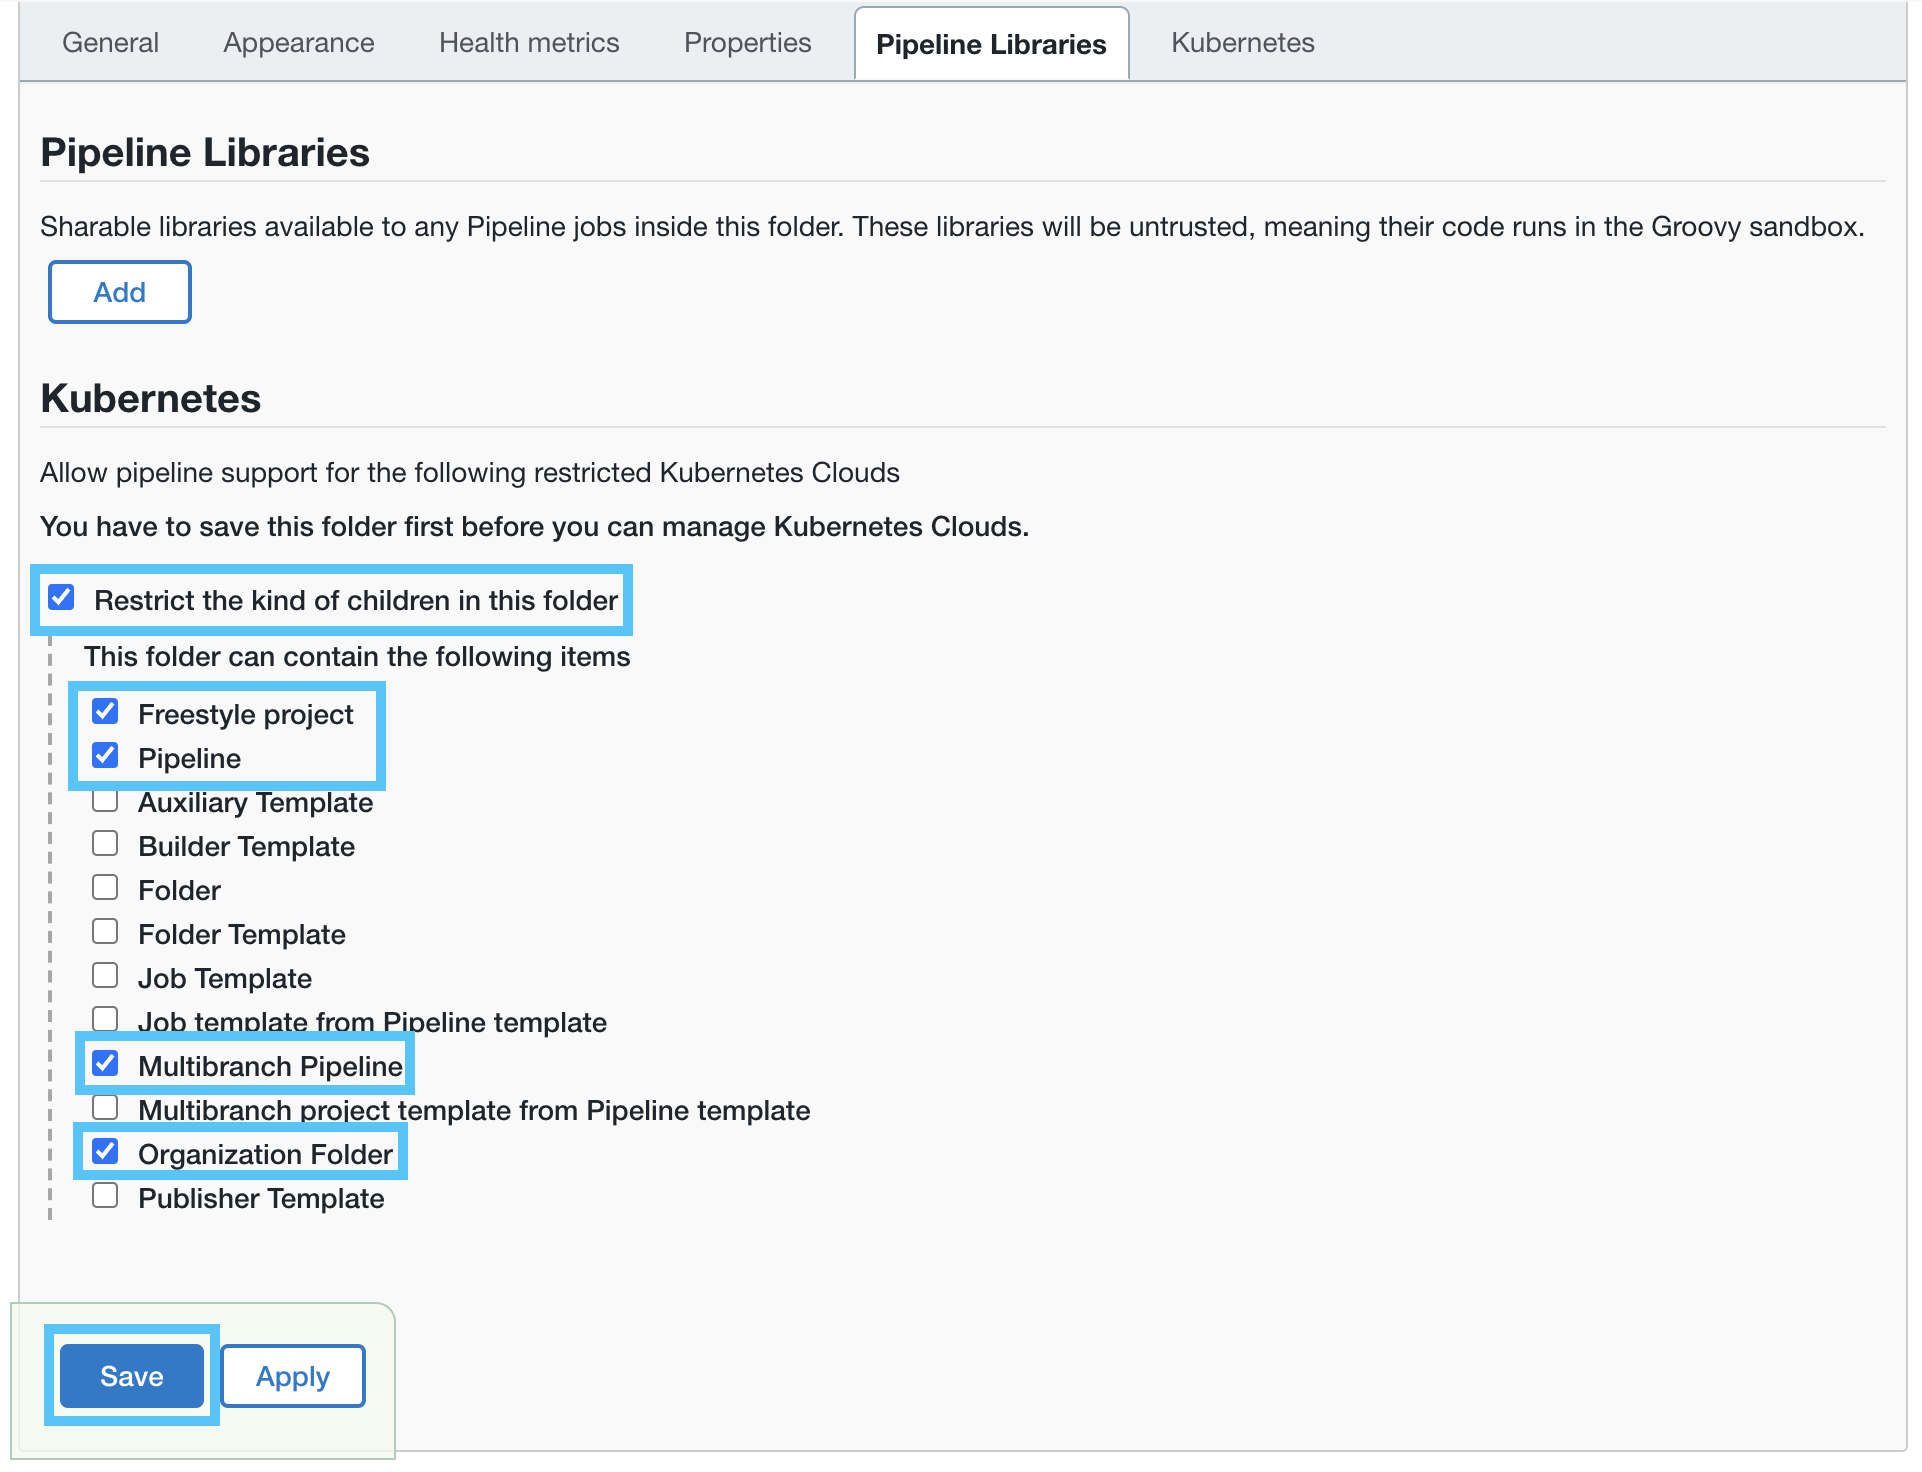 General Appearance Health metrics Properties Pipeline Libraries Kubernetes
Pipeline Libraries
Sharable libraries available to any Pipeline jobs inside this folder. These libraries will be untrusted, meaning their code runs in the Groovy sandbox.
Add
Kubernetes
Allow pipeline support for the following restricted Kubernetes Clouds
You have to save this folder first before you can manage Kubernetes Clouds.
Restrict the kind of children in this folder
This folder can contain the following items
Freestyle project
Pipeline
Auxiliary Template
Builder Template
Folder
Folder Template
Job Template
Job template from Pipeline template
Multibranch Pipeline
Multibranch project template from Pipeline template
Organization Folder
Publisher Template
Save Apply